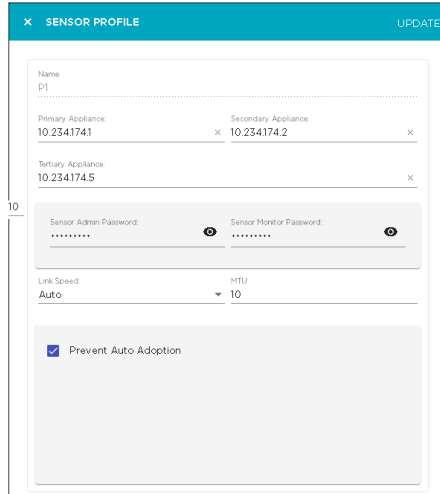 × SENSOR PROFILE UPDATE
Name
P1
Primary Appliance: Secondary Appliance:
10.234.174.1 × 10.234.174.2 ×
Tertiary Appliance:
10.234.174.5 ×
10
Sensor Admin Password: Sensor Monitor Password:
••••••••• •••••••••
Link Speed: MTU:
Auto 10
Prevent Auto Adoption